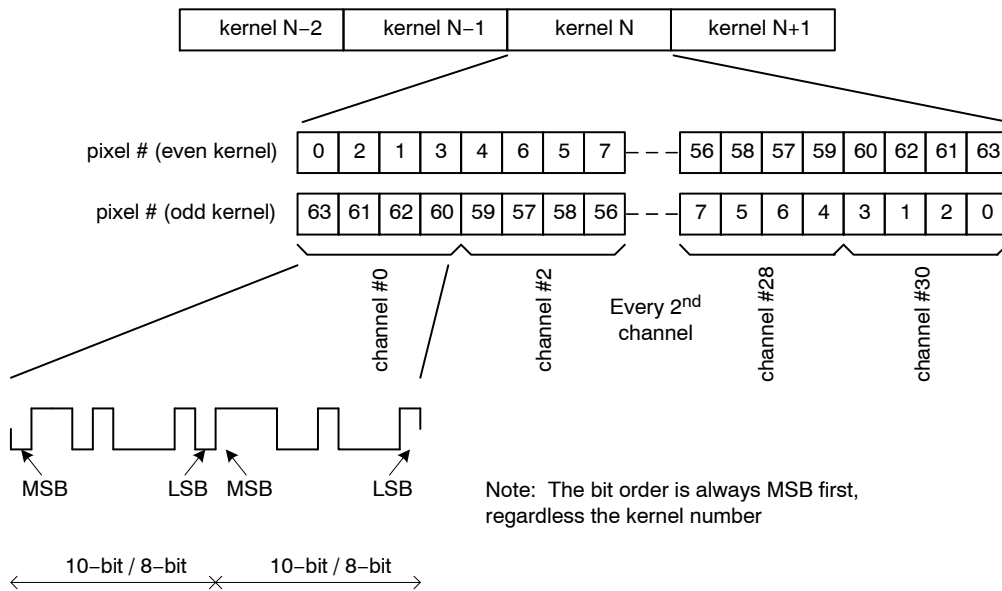 kernel N−2 kernel N−1 kernel N kernel N+1
pixel # (even kernel) 0 2 1 3 4 6 5 7 56 58 57 59 60 62 61 63
pixel # (odd kernel) 63 61 62 60 59 57 58 56 7 5 6 4 3 1 2 0
channel #0
channel #2
Every 2nd
channel
channel #28
channel #30
MSB LSB MSB LSB
Note: The bit order is always MSB first,
regardless the kernel number
10−bit / 8−bit 10−bit / 8−bit